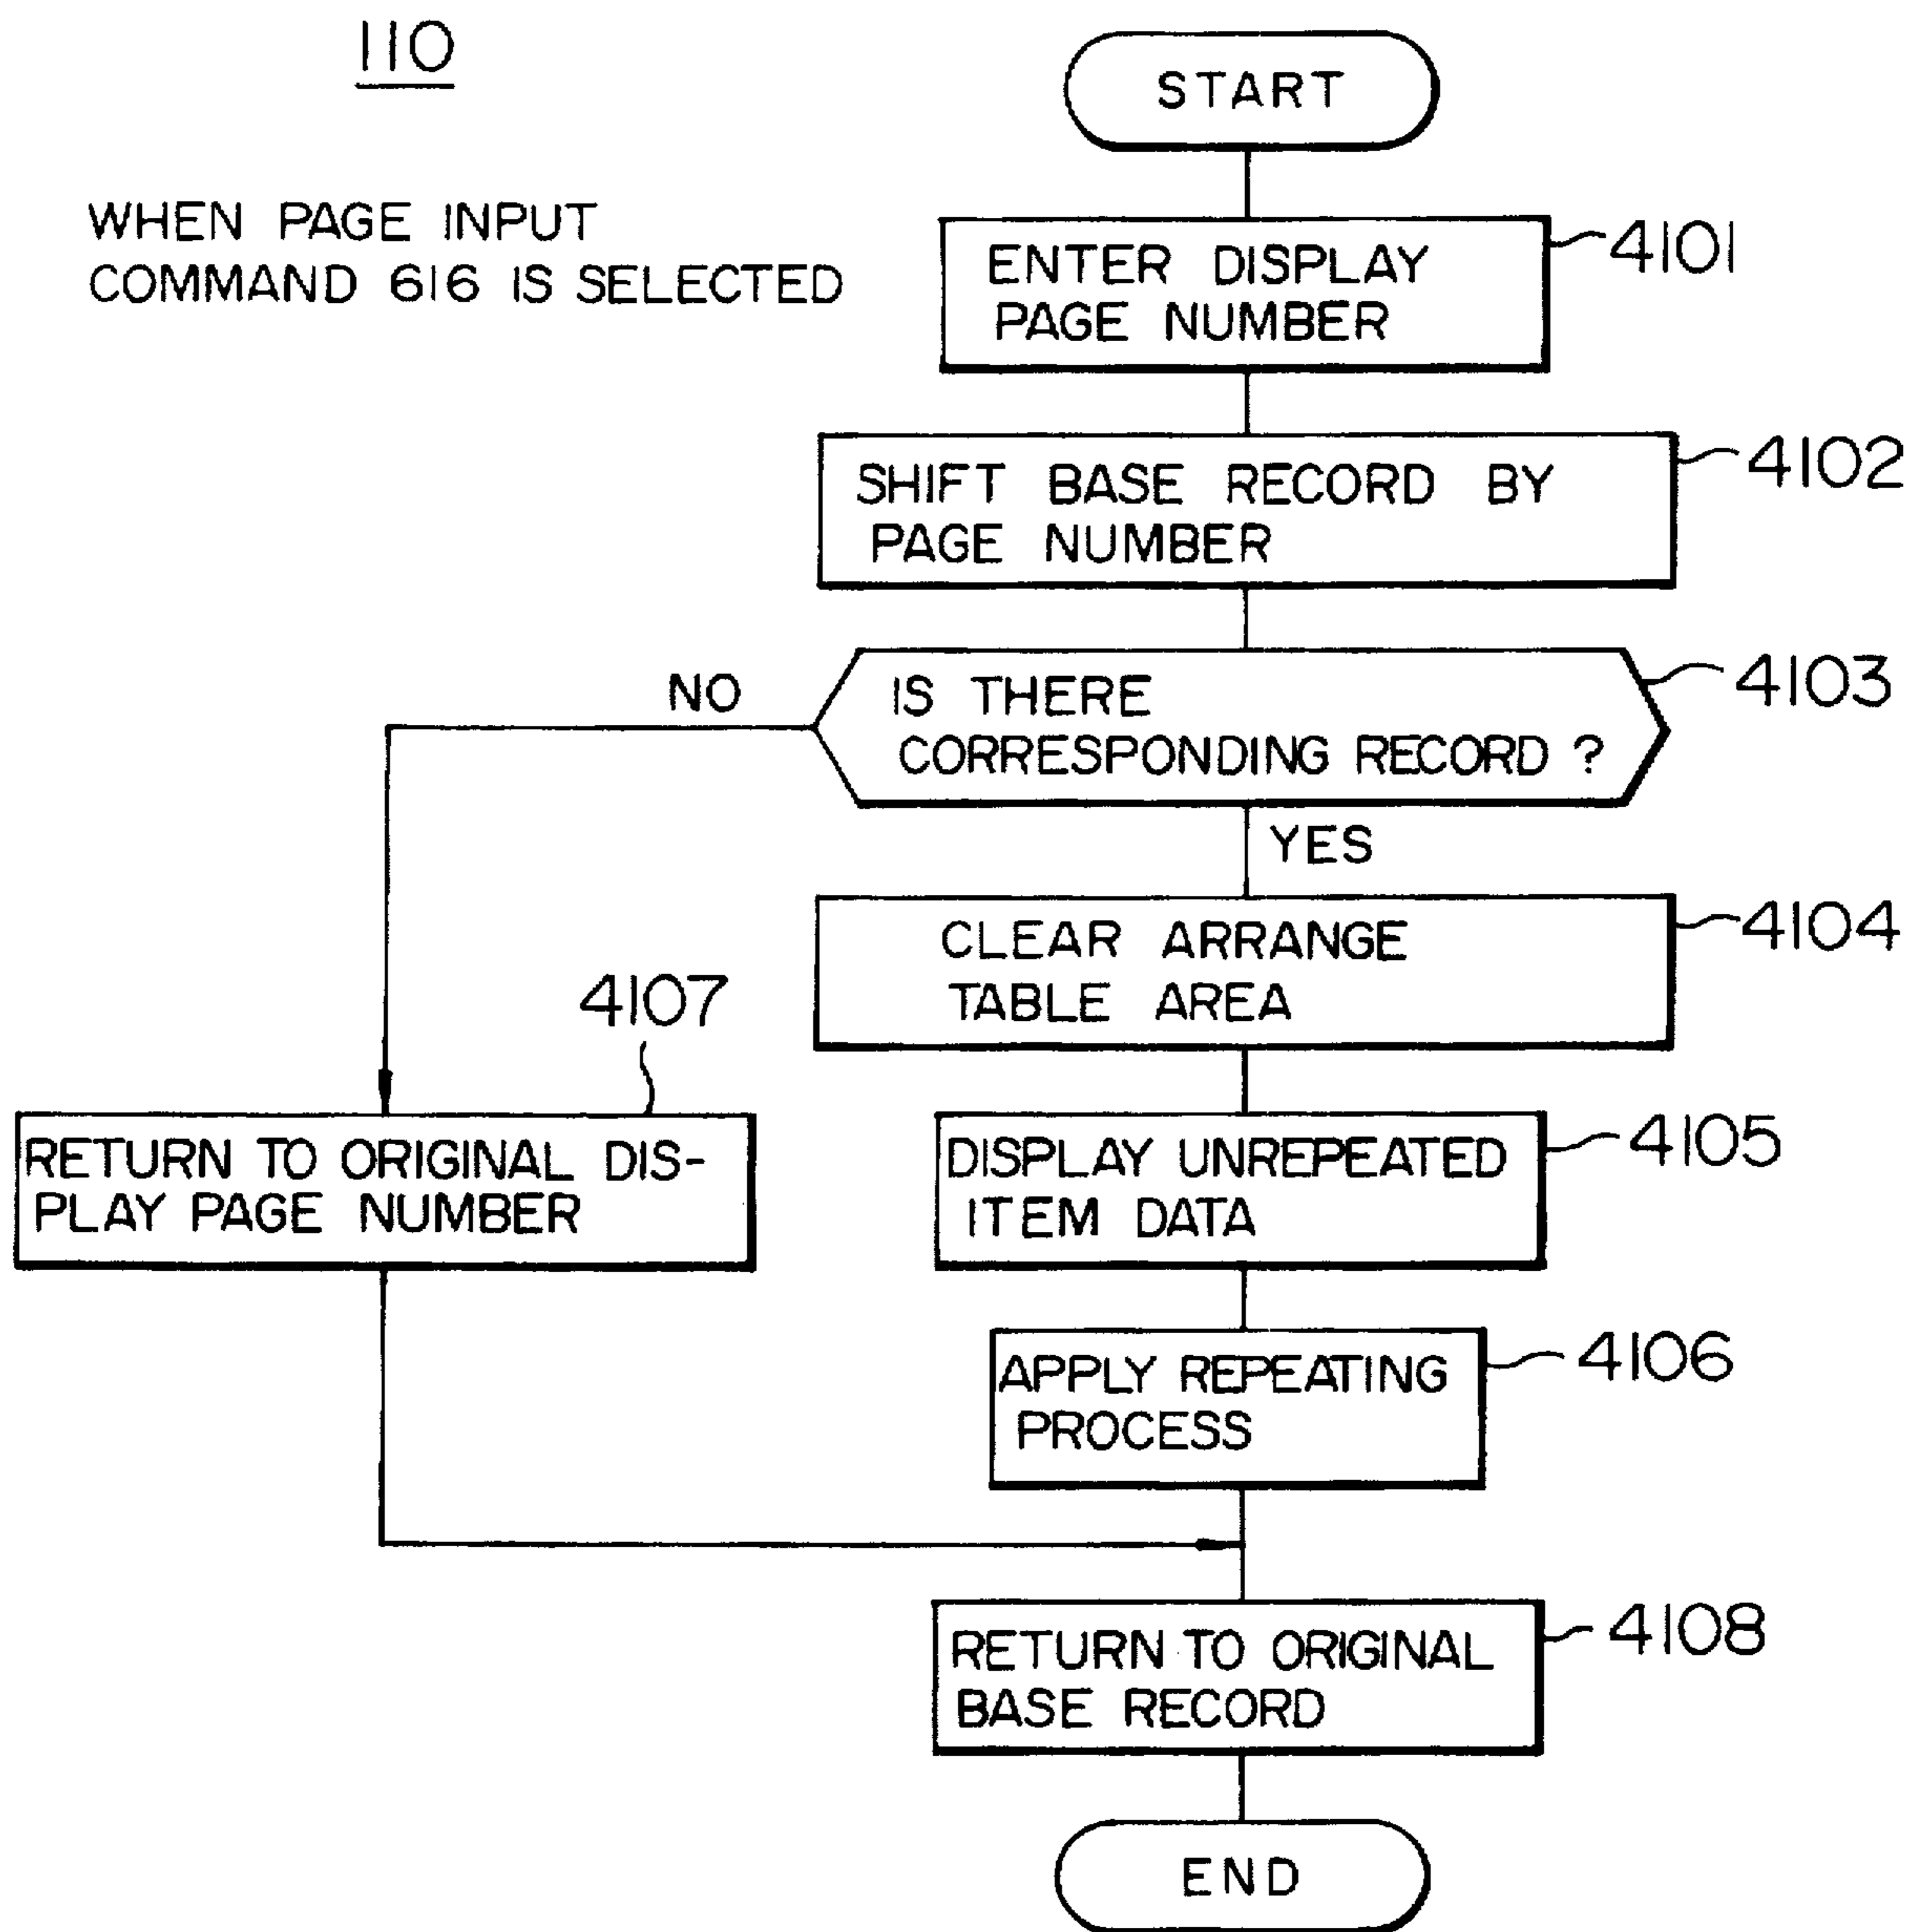 110
START
WHEN PAGE INPUT
COMMAND 616 IS SELECTED
ENTER DISPLAY
PAGE NUMBER
4101
SHIFT BASE RECORD BY
PAGE NUMBER
4102
IS THERE
CORRESPONDING RECORD ?
4103
NO
YES
CLEAR ARRANGE
TABLE AREA
4104
4107
RETURN TO ORIGINAL DIS-
PLAY PAGE NUMBER
DISPLAY UNREPEATED
ITEM DATA
4105
APPLY REPEATING
PROCESS
4106
RETURN TO ORIGINAL
BASE RECORD
4108
END